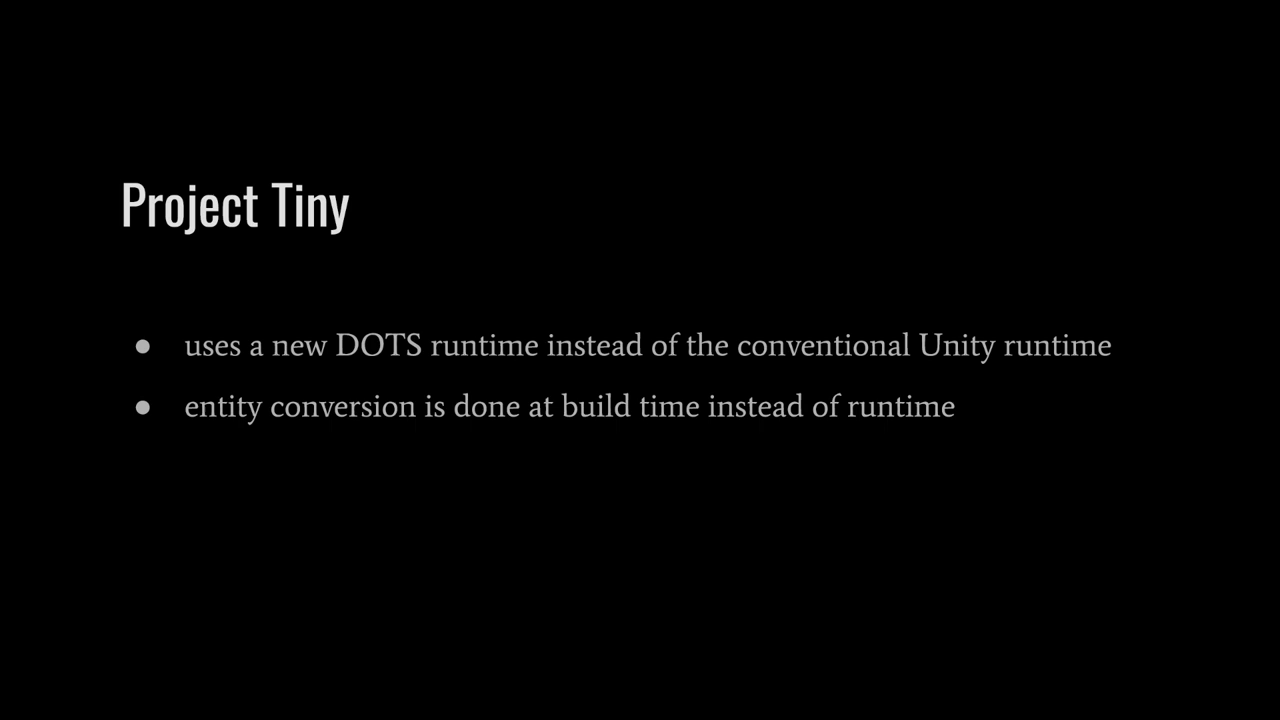 Project Tiny
● uses a new DOTS runtime instead of the conventional Unity runtime
● entity conversion is done at build time instead of runtime